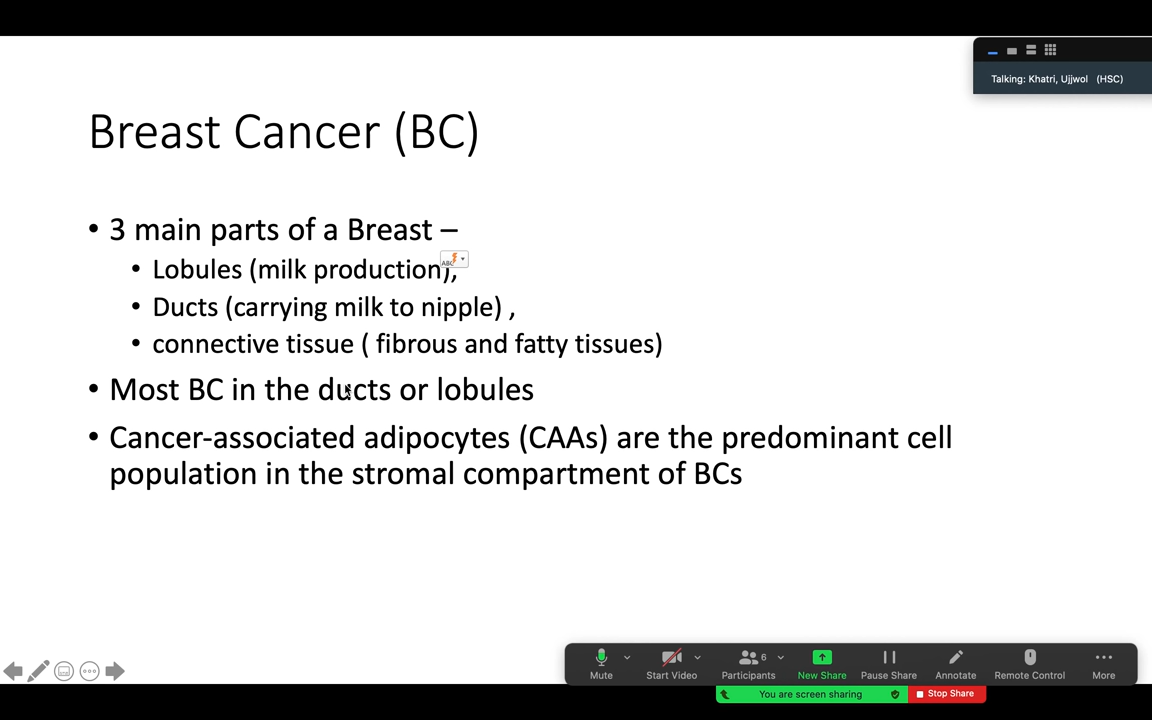 Talking: Khatri, Ujjwol (HSC)
Breast Cancer (BC)
• 3 main parts of a Breast –
• Lobules (milk production),
ABC
• Ducts (carrying milk to nipple) ,
• connective tissue ( fibrous and fatty tissues)
• Most BC in the ducts or lobules
• Cancer-associated adipocytes (CAAs) are the predominant cell
population in the stromal compartment of BCs
6
Mute Start Video Participants New Share Pause Share Annotate Remote Control More
You are screen sharing Stop Share